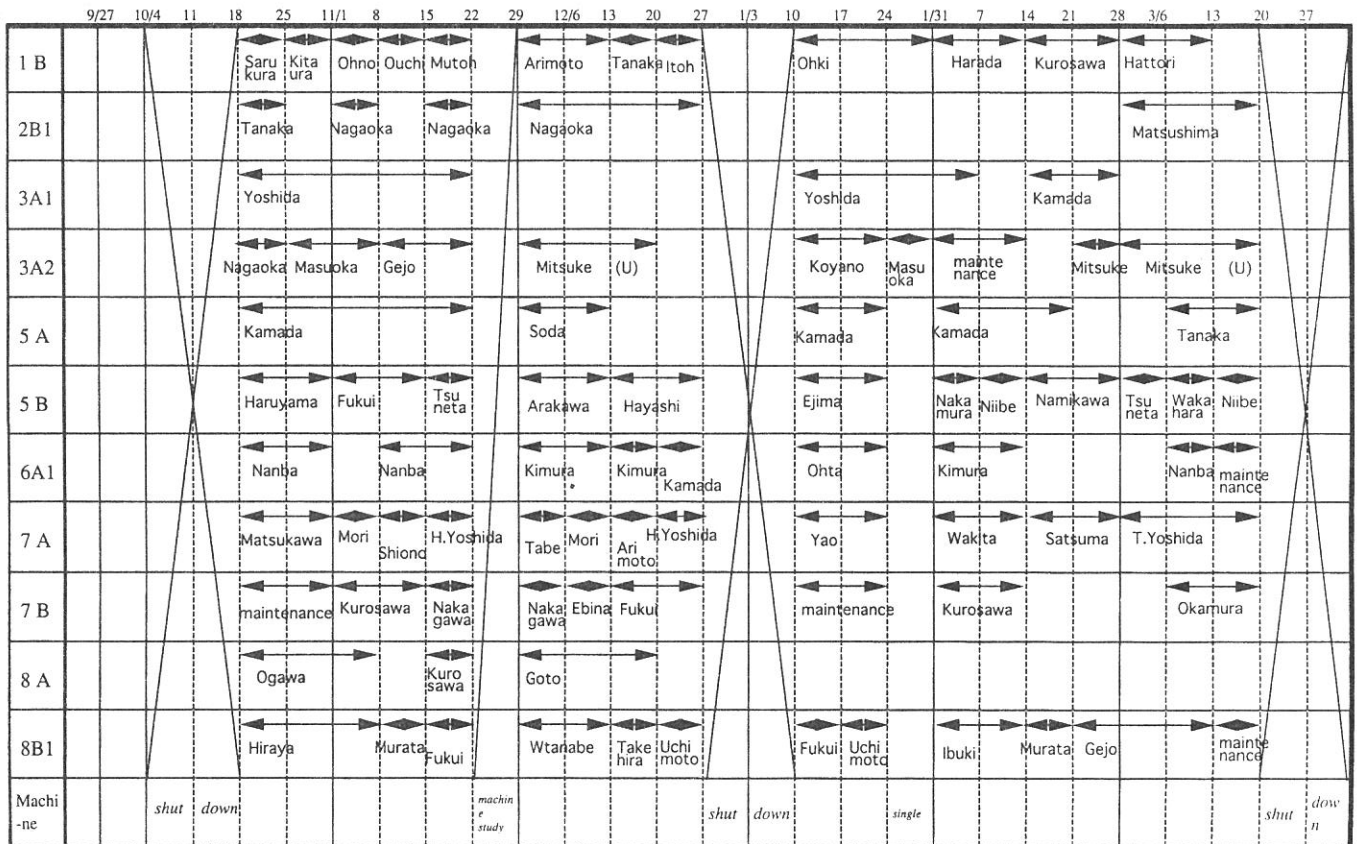 9/27 10/4 11 18 25 11/1 8 15 22 29 12/6 13 20 27 1/3 10 17 24 1/31 7 14 21 28 3/6 13 20 27
1 B Saru kura Kita ura Ohno Ouchi Mutoh Arimoto Tanaka Itoh Ohki Harada Kurosawa Hattori
2B1 Tanaka Nagaoka Nagaoka Nagaoka Matsushima
3A1 Yoshida Yoshida Kamada
3A2 Nagaoka Masuoka Gejo Mitsuke (U) Koyano Masu oka mainte nance Mitsuke Mitsuke (U)
5 A Kamada Soda Kamada Kamada Tanaka
5 B Haruyama Fukui Tsu neta Arakawa Hayashi Ejima Naka mura Niibe Namikawa Tsu neta Waka hara Niibe
6A1 Nanba Nanba Kimura Kimura Kamada Ohta Kimura Nanba mainte nance
7 A Matsukawa Mori Shiono H.Yoshida Tabe Mori Ari moto H.Yoshida Yao Wakita Satsuma T.Yoshida
7 B maintenance Kurosawa Naka gawa Naka gawa Ebina Fukui maintenance Kurosawa Okamura
8 A Ogawa Kuro sawa Goto
8B1 Hiraya Murata Fukui Wtanabe Take hira Uchi moto Fukui Uchi moto Ibuki Murata Gejo mainte nance
Machi -ne shut down machin e study shut down single shut dow n